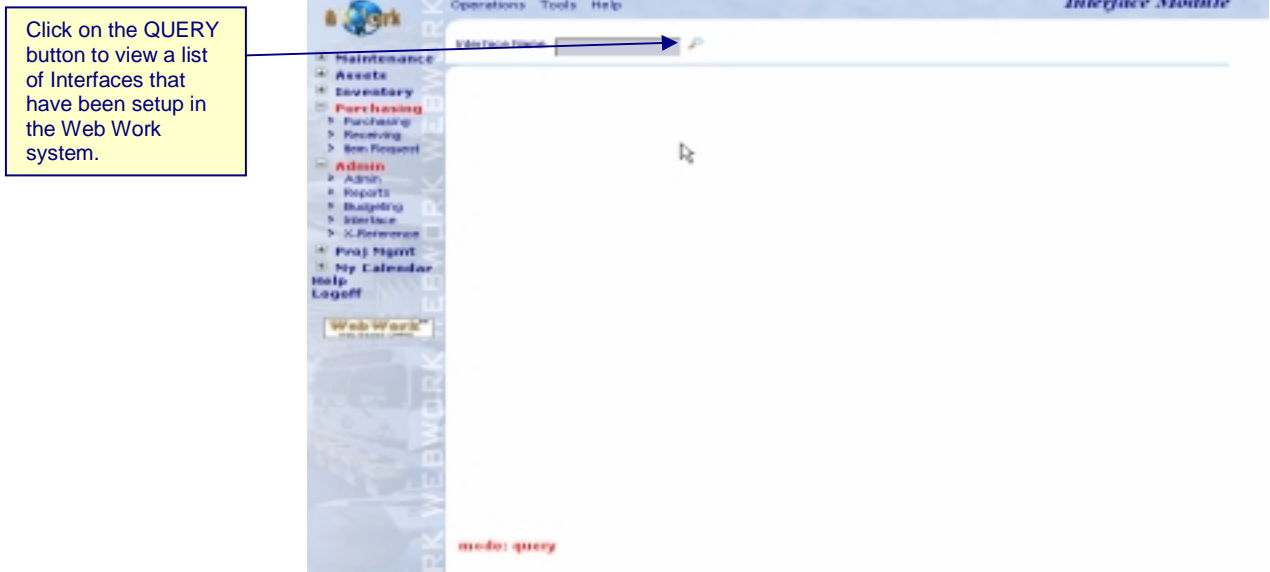 Click on the QUERY
button to view a list
of Interfaces that
have been setup in
the Web Work
system.
Operations Tools Help
Interface Module
Interface Name
Maintenance
Assets
Inventory
Purchasing
Purchasing
Receiving
Item Request
Admin
Admin
Reports
Budgeting
Interface
X-Reference
Proj Mgmt
My Calendar
Help
Logoff
Web Work
WEBWORK
WEBWORK
mode: query